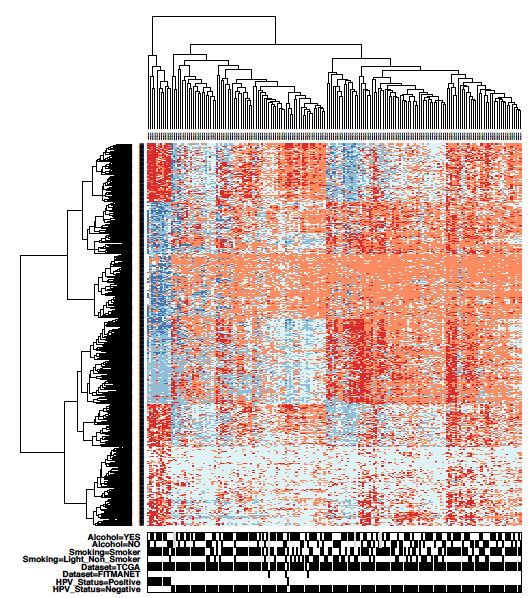 Alcohol=YES
Alcohol=NO
Smoking=Smoker
Smoking=Light_Non_Smoker
Dataset=TCGA
Dataset=FITMANET
HPV_Status=Positive
HPV_Status=Negative